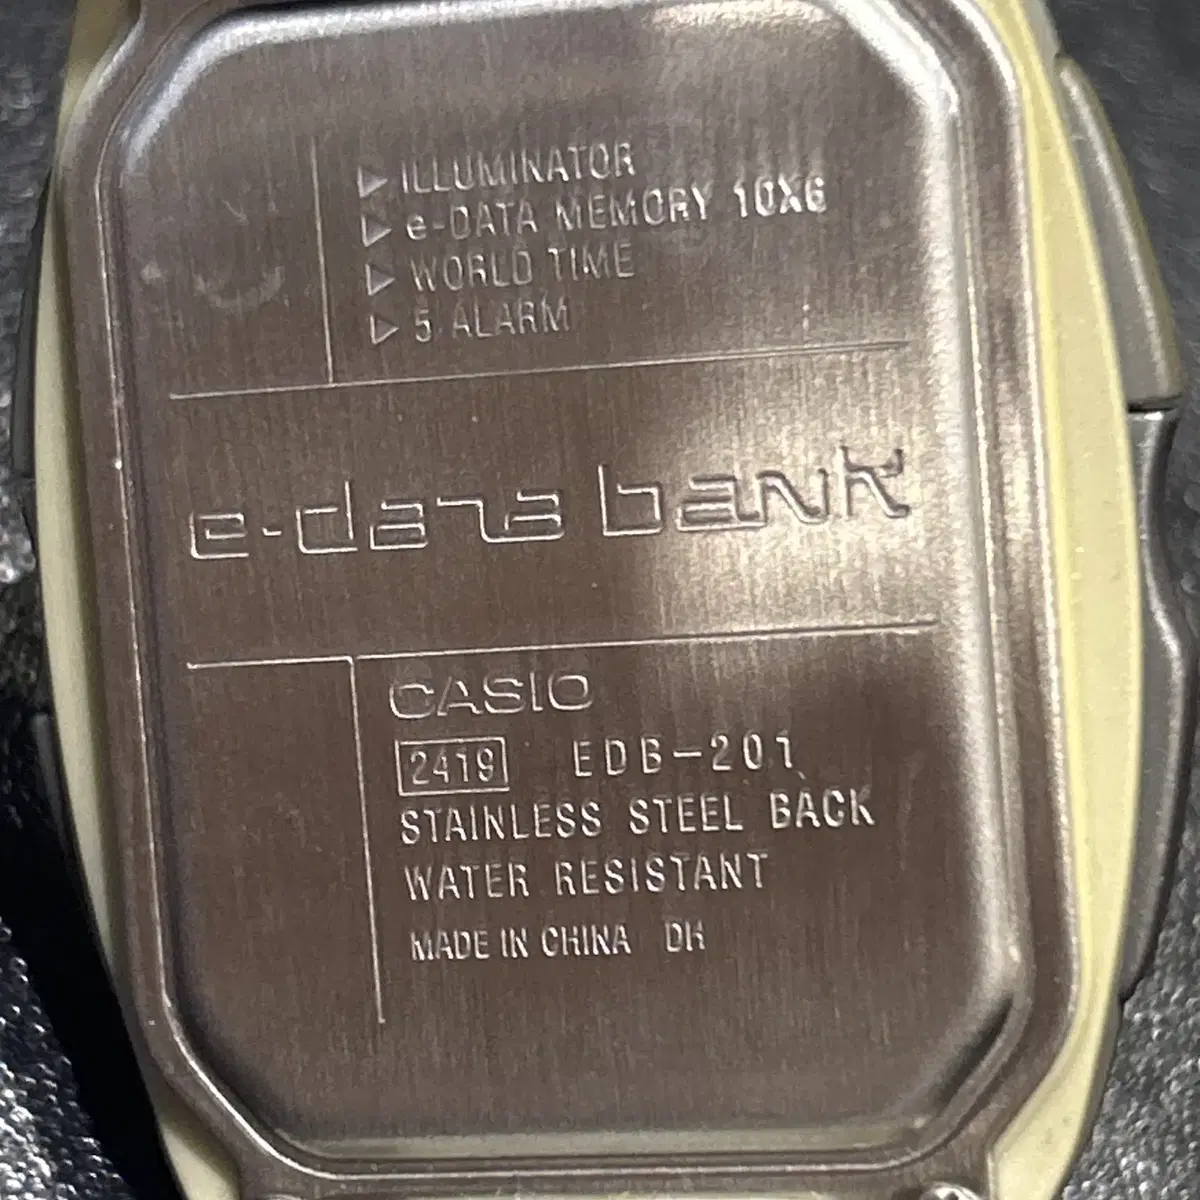 ▷ ILLUMINATOR
▷ e-DATA MEMORY 10X6
▷ WORLD TIME
▷ 5 ALARM
e-data bank
CASIO
2419 EDB-201
STAINLESS STEEL BACK
WATER RESISTANT
MADE IN CHINA DH